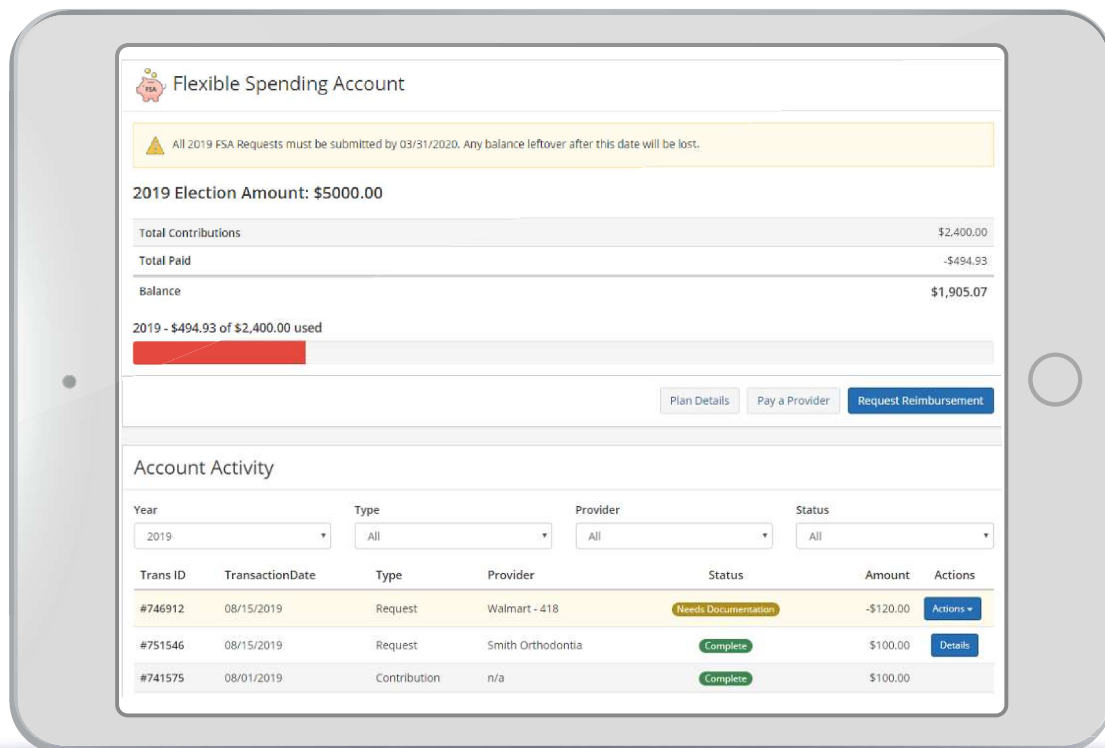 FSA
Flexible Spending Account
All 2019 FSA Requests must be submitted by 03/31/2020. Any balance leftover after this date will be lost.
2019 Election Amount: $5000.00
Total Contributions $2,400.00
Total Paid -$494.93
Balance $1,905.07
2019 - $494.93 of $2,400.00 used
Plan Details Pay a Provider Request Reimbursement
Account Activity
Year Type Provider Status
2019 All All All
Trans ID TransactionDate Type Provider Status Amount Actions
#746912 08/15/2019 Request Walmart - 418 Needs Documentation -$120.00 Actions
#751546 08/15/2019 Request Smith Orthodontia Complete $100.00 Details
#741575 08/01/2019 Contribution n/a Complete $100.00